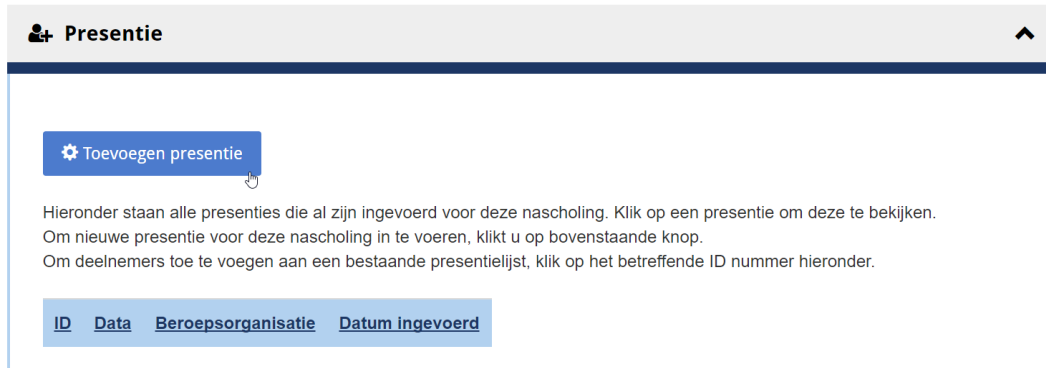 Presentie
Toevoegen presentie
Hieronder staan alle presenties die al zijn ingevoerd voor deze nascholing. Klik op een presentie om deze te bekijken.
Om nieuwe presentie voor deze nascholing in te voeren, klikt u op bovenstaande knop.
Om deelnemers toe te voegen aan een bestaande presentielijst, klik op het betreffende ID nummer hieronder.
ID Data Beroepsorganisatie Datum ingevoerd